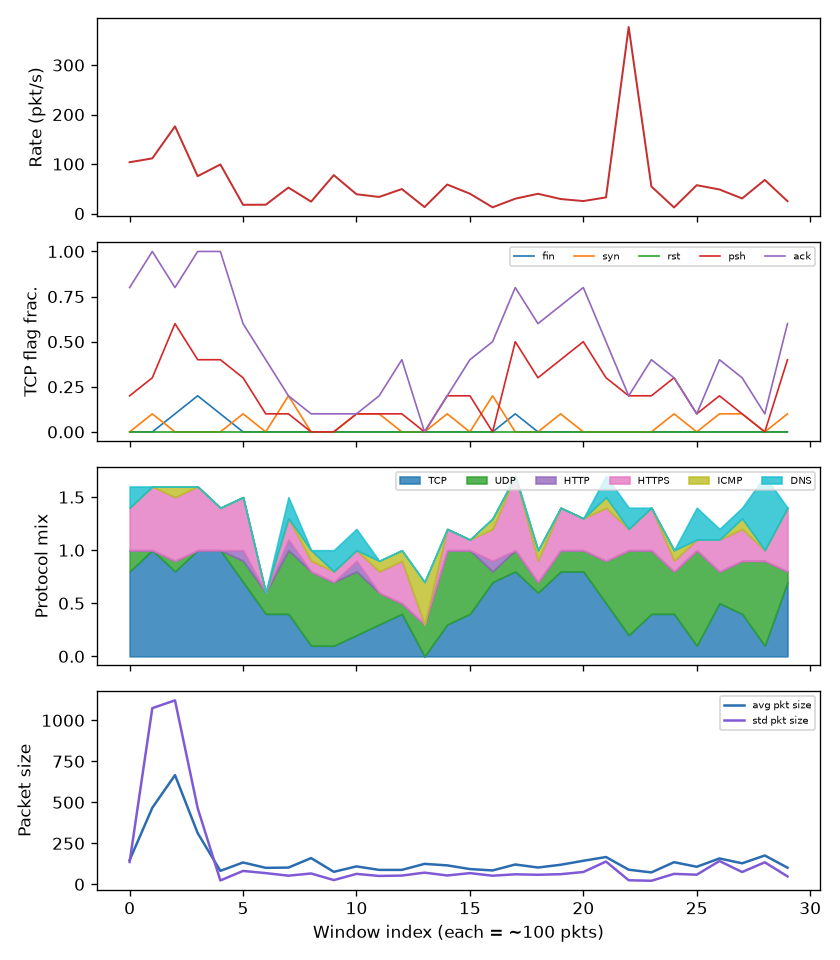 300
200
100
0
Rate (pkt/s)
1.00
0.75
0.50
0.25
0.00
TCP flag frac.
fin syn rst psh ack
1.5
1.0
0.5
0.0
Protocol mix
TCP UDP HTTP HTTPS ICMP DNS
1000
750
500
250
0
Packet size
avg pkt size
std pkt size
0 5 10 15 20 25 30
Window index (each = ~100 pkts)